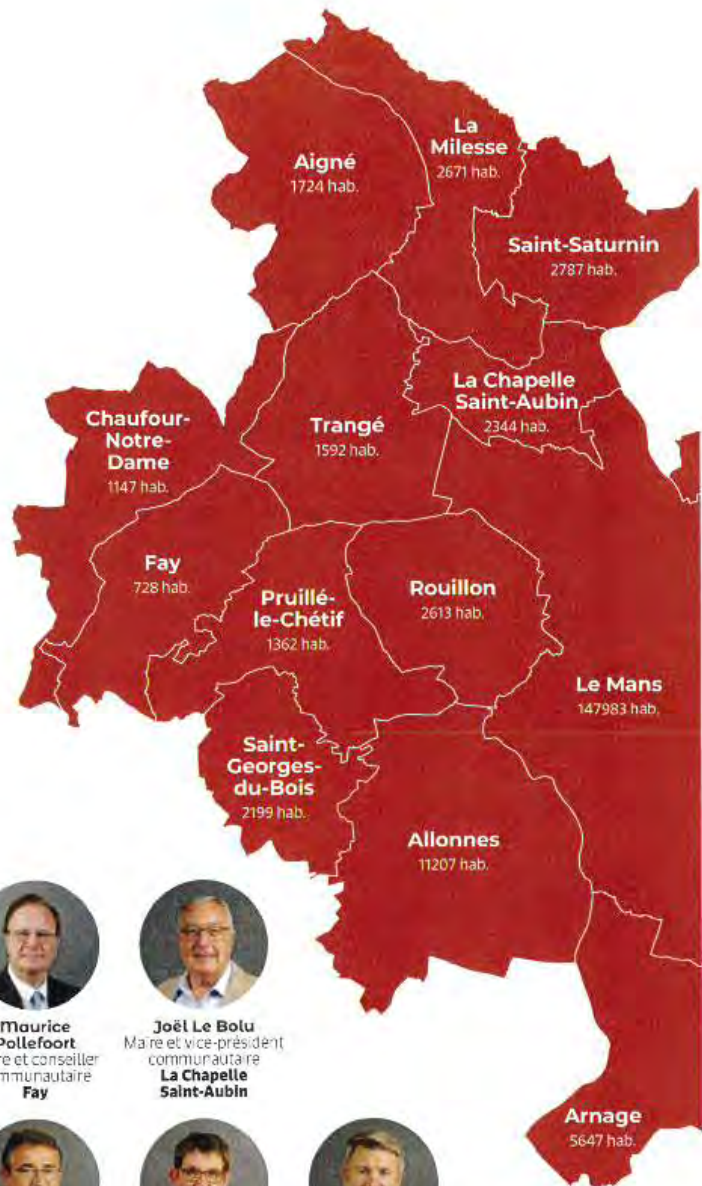 Aigné
1724 hab.
La
Milesse
2671 hab.
Saint-Saturnin
2787 hab.
La Chapelle
Saint-Aubin
2344 hab.
Chaufour-
Notre-
Dame
1147 hab.
Trangé
1592 hab.
Fay
728 hab.
Pruillé-
le-Chétif
1362 hab.
Rouillon
2613 hab.
Le Mans
147983 hab.
Saint-
Georges-
du-Bois
2199 hab.
Allonnes
11207 hab.
Arnage
5647 hab.
Maurice
Pollefoort
re et conseiller
mmunautaire
Fay
Joël Le Bolu
Maire et vice-président
communautaire
La Chapelle
Saint-Aubin